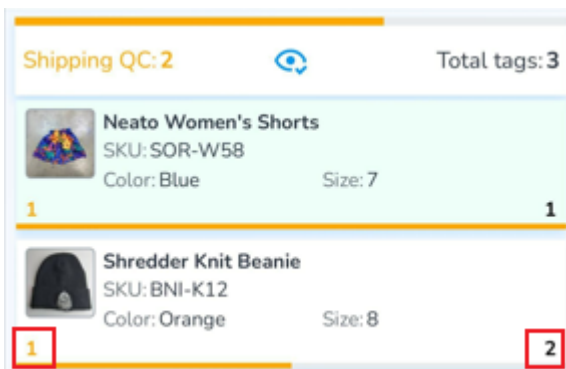 Shipping QC: 2 Total tags: 3
Neato Women's Shorts
SKU: SOR-W58
Color: Blue Size: 7
1 1
Shredder Knit Beanie
SKU: BNI-K12
Color: Orange Size: 8
1 2